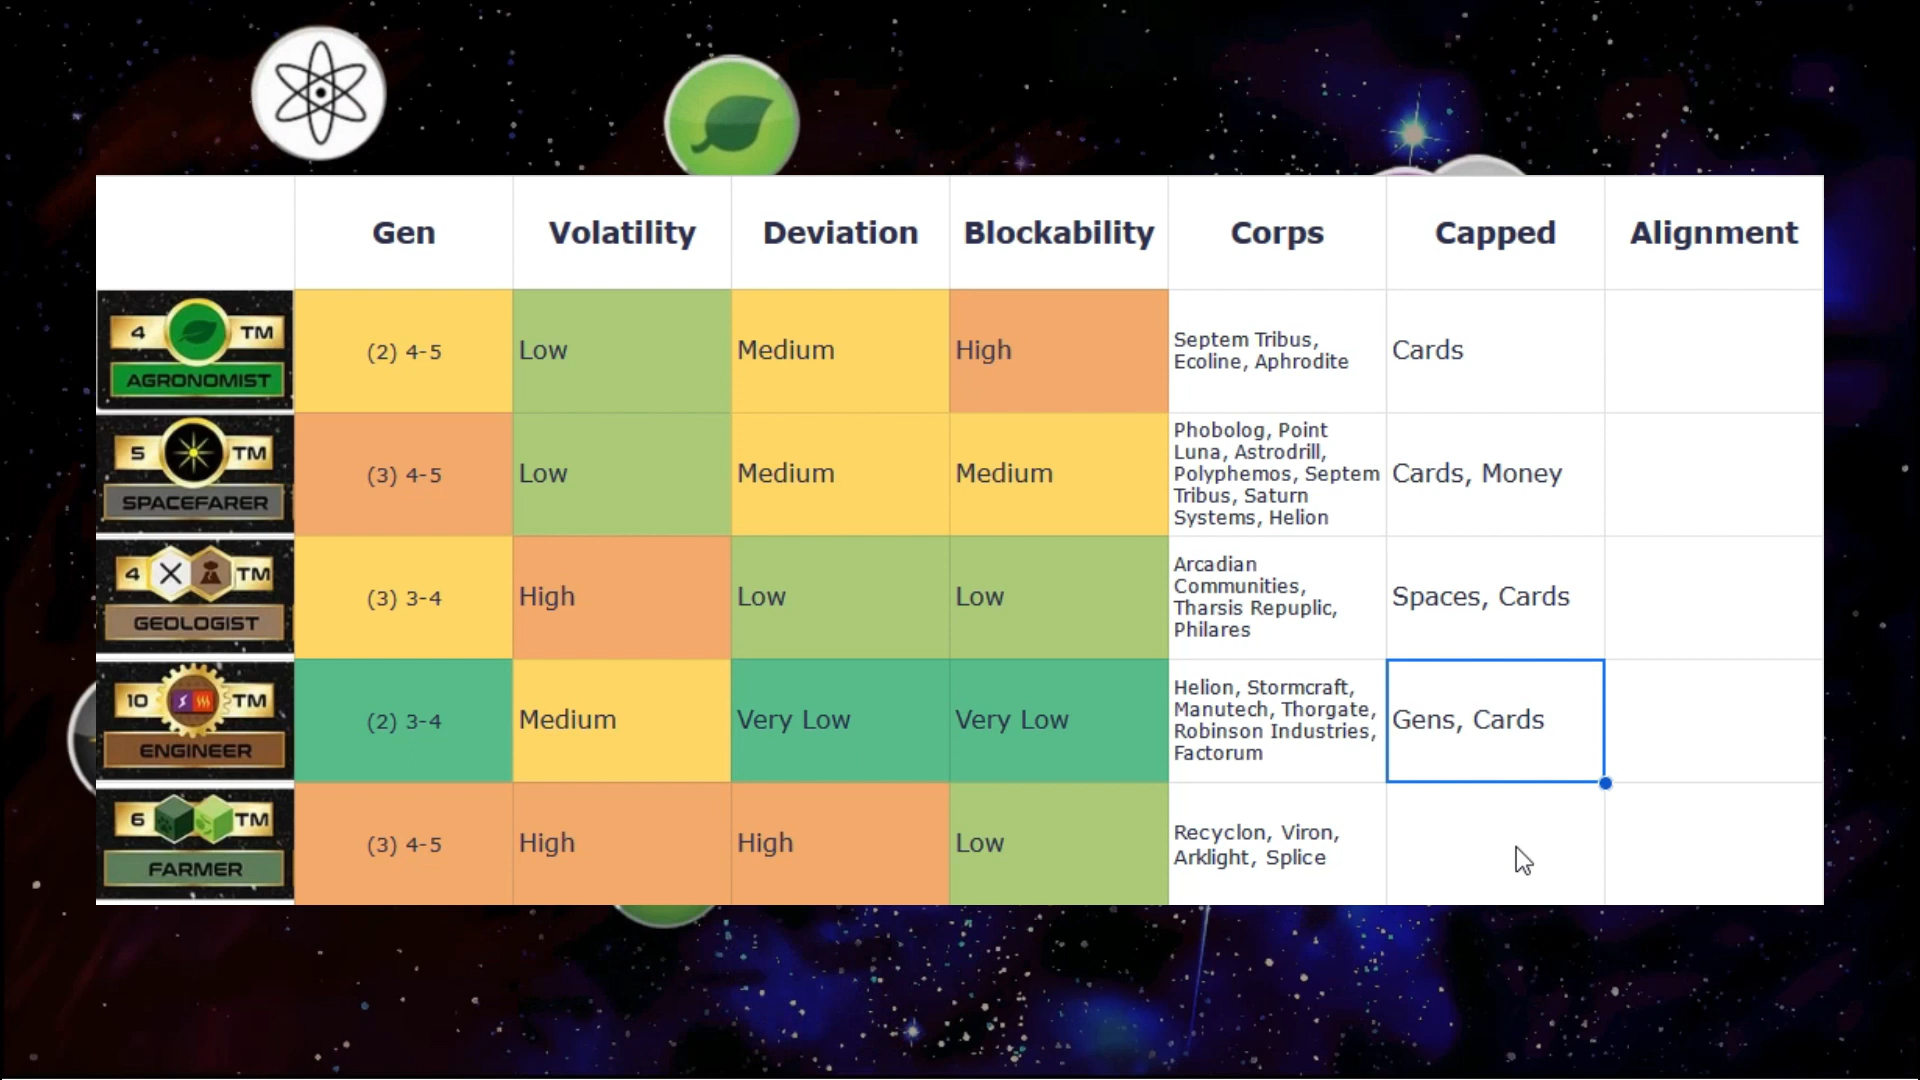 Gen Volatility Deviation Blockability Corps Capped Alignment
4 TM
AGRONOMIST
(2) 4-5
Low
Medium
High
Septem Tribus,
Ecoline, Aphrodite
Cards
5 TM
SPACEFARER
(3) 4-5
Low
Medium
Medium
Phobolog, Point
Luna, Astrodrill,
Polyphemos, Septem
Tribus, Saturn
Systems, Helion
Cards, Money
4 TM
GEOLOGIST
(3) 3-4
High
Low
Low
Arcadian
Communities,
Tharsis Repuplic,
Philares
Spaces, Cards
10 TM
ENGINEER
(2) 3-4
Medium
Very Low
Very Low
Helion, Stormcraft,
Manutech, Thorgate,
Robinson Industries,
Factorum
Gens, Cards
6 TM
FARMER
(3) 4-5
High
High
Low
Recyclon, Viron,
Arklight, Splice